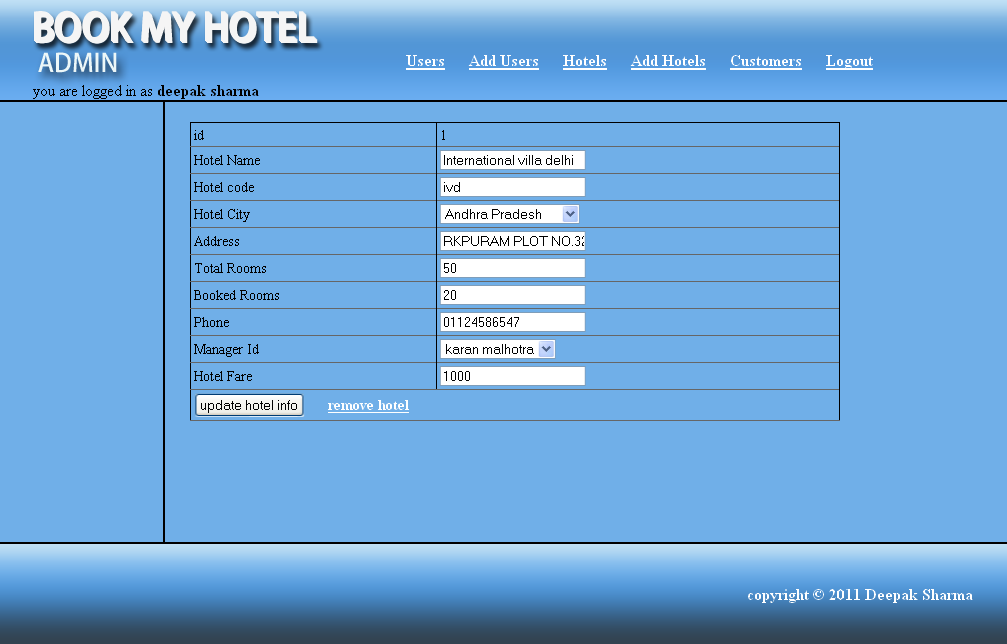 BOOK MY HOTEL
ADMIN
Users Add Users Hotels Add Hotels Customers Logout
you are logged in as deepak sharma
id 1
Hotel Name International villa delhi
Hotel code ivd
Hotel City Andhra Pradesh
Address RKPURAM PLOT NO.32
Total Rooms 50
Booked Rooms 20
Phone 01124586547
Manager Id karan malhotra
Hotel Fare 1000
update hotel info remove hotel
copyright © 2011 Deepak Sharma